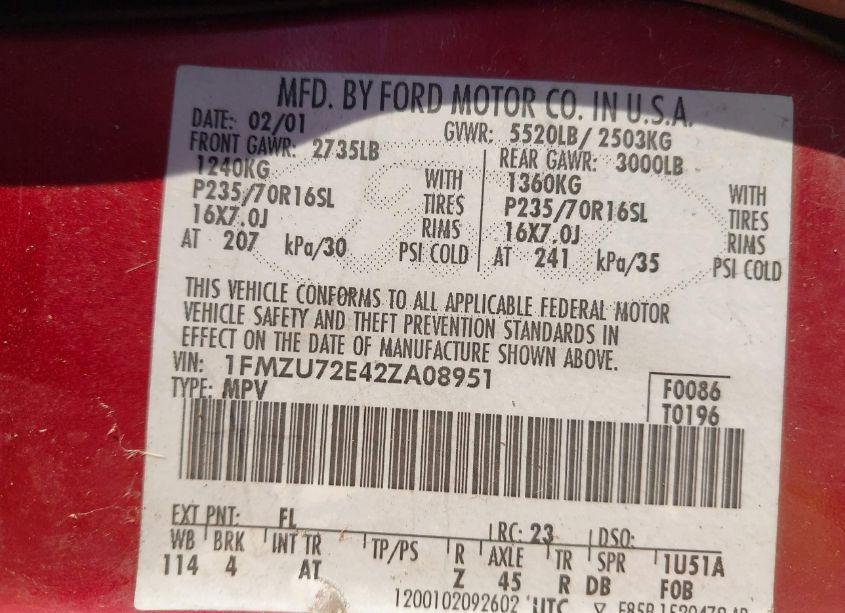 MFD. BY FORD MOTOR CO. IN U.S.A.
DATE: 02/01 GVWR: 5520LB/ 2503KG
FRONT GAWR: 2735LB REAR GAWR: 3000LB
1240KG WITH 1360KG WITH
P235/70R16SL TIRES P235/70R16SL TIRES
16X7.0J RIMS 16X7.0J RIMS
AT 207 kPa/30 PSI COLD AT 241 kPa/35 PSI COLD
THIS VEHICLE CONFORMS TO ALL APPLICABLE FEDERAL MOTOR
VEHICLE SAFETY AND THEFT PREVENTION STANDARDS IN
EFFECT ON THE DATE OF MANUFACTURE SHOWN ABOVE.
VIN: 1FMZU72E42ZA08951
TYPE: MPV F0086
T0196
EXT PNT: FL RC: 23 DSO:
WB BRK INT TR TP/PS R AXLE TR SPR 1U51A
114 4 AT Z 45 R DB FOB
1200102092602 UTC